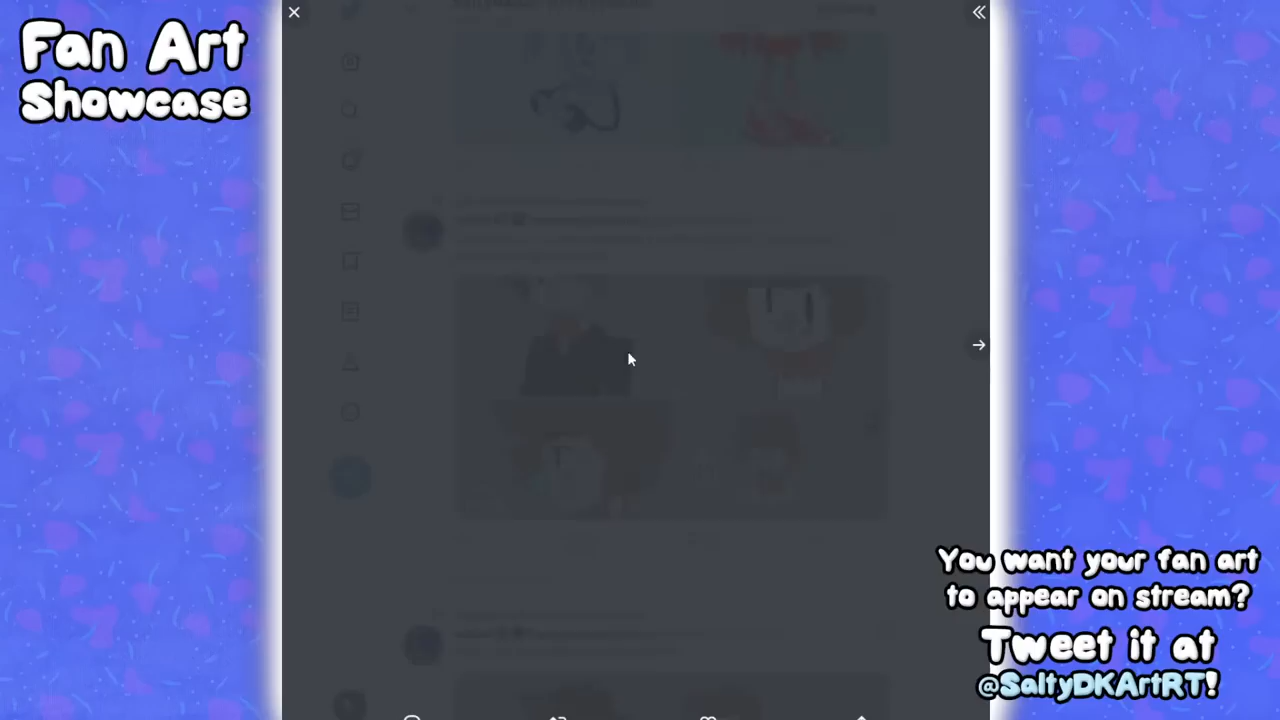 Fan Art
Showcase
You want your fan art
to appear on stream?
Tweet it at
@SaltyDKArtRT!